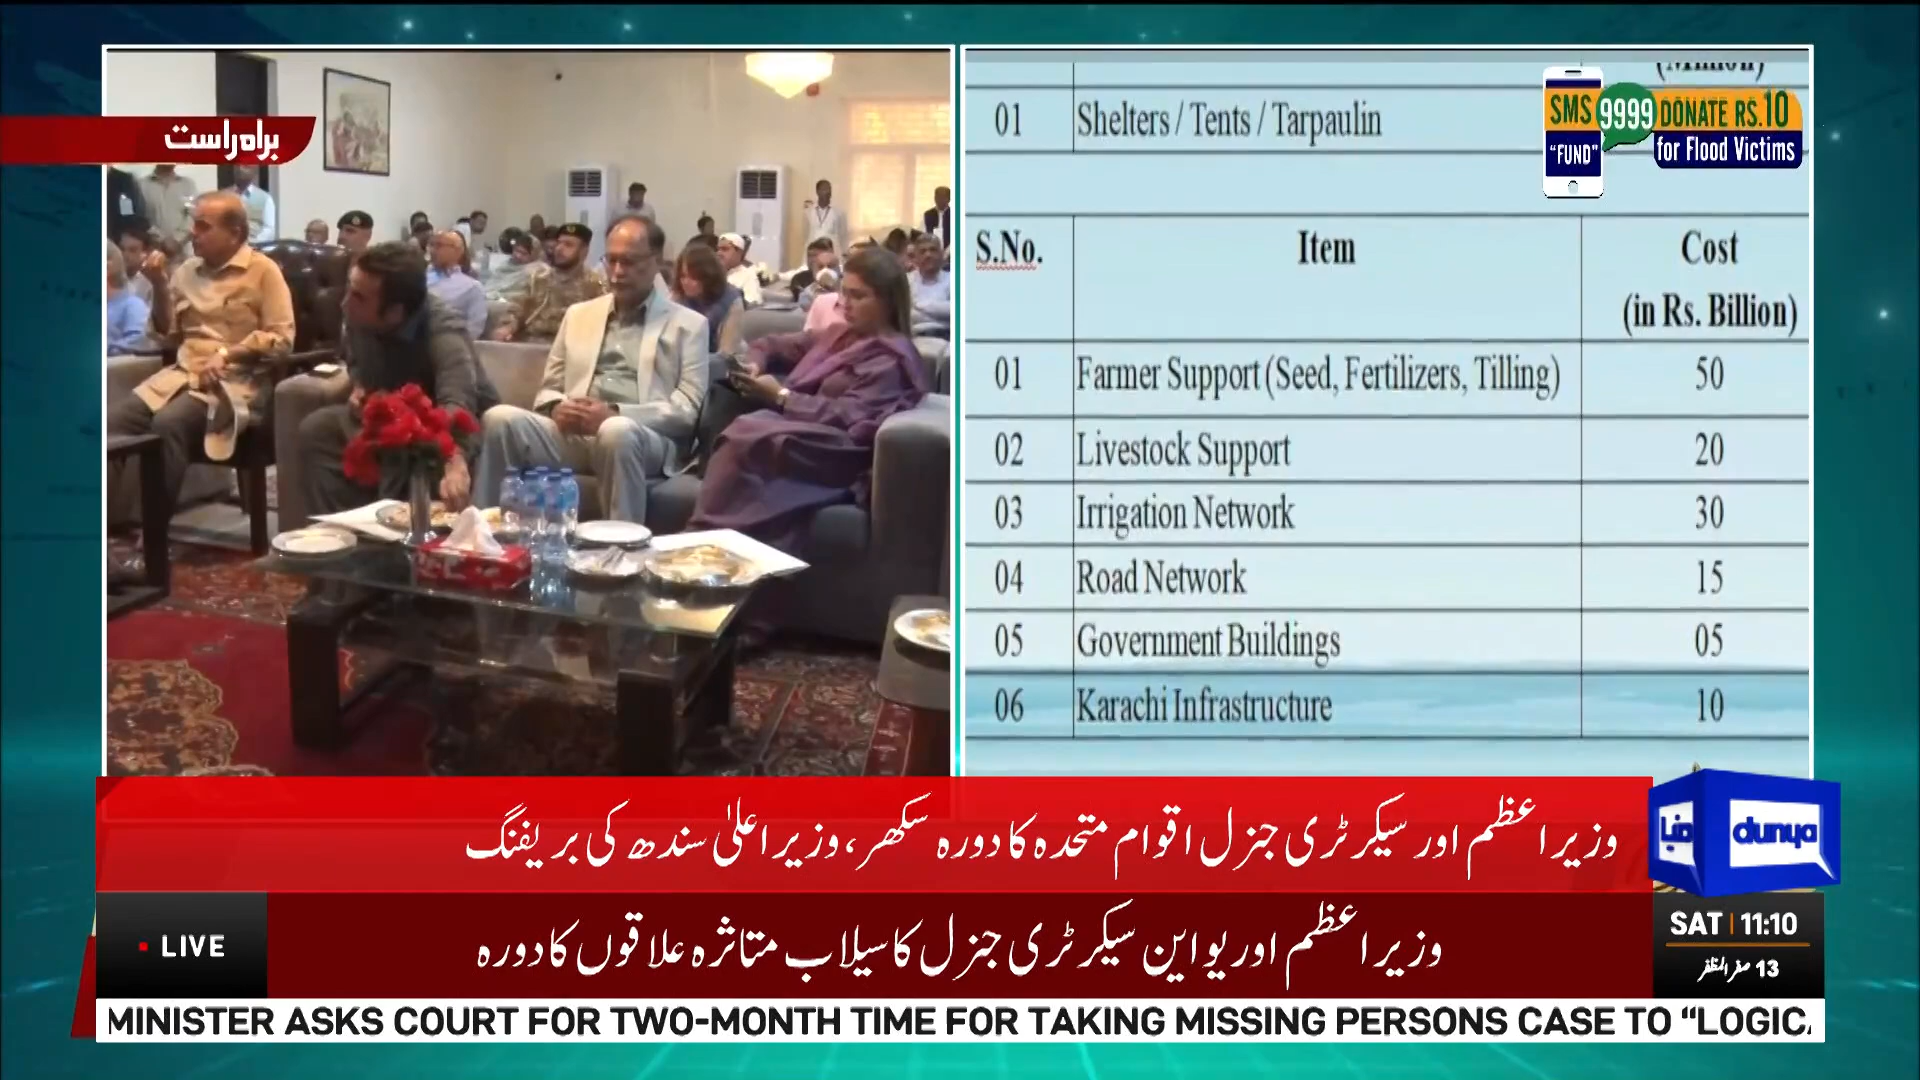 براہ راست
(Million)
01 Shelters / Tents / Tarpaulin
SMS 9999 DONATE RS.10
"FUND" for Flood Victims
S.No. Item Cost
(in Rs. Billion)
01 Farmer Support (Seed, Fertilizers, Tilling) 50
02 Livestock Support 20
03 Irrigation Network 30
04 Road Network 15
05 Government Buildings 05
06 Karachi Infrastructure 10
وزیراعظم اور سیکرٹری جنرل اقوام متحدہ کا دورہ سکھر، وزیراعلیٰ سندھ کی بریفنگ
دنیا dunya
LIVE
وزیراعظم اور یو این سیکرٹری جنرل کا سیلاب متاثرہ علاقوں کا دورہ
SAT 11:10
13 صفر المظفر
MINISTER ASKS COURT FOR TWO-MONTH TIME FOR TAKING MISSING PERSONS CASE TO “LOGICA